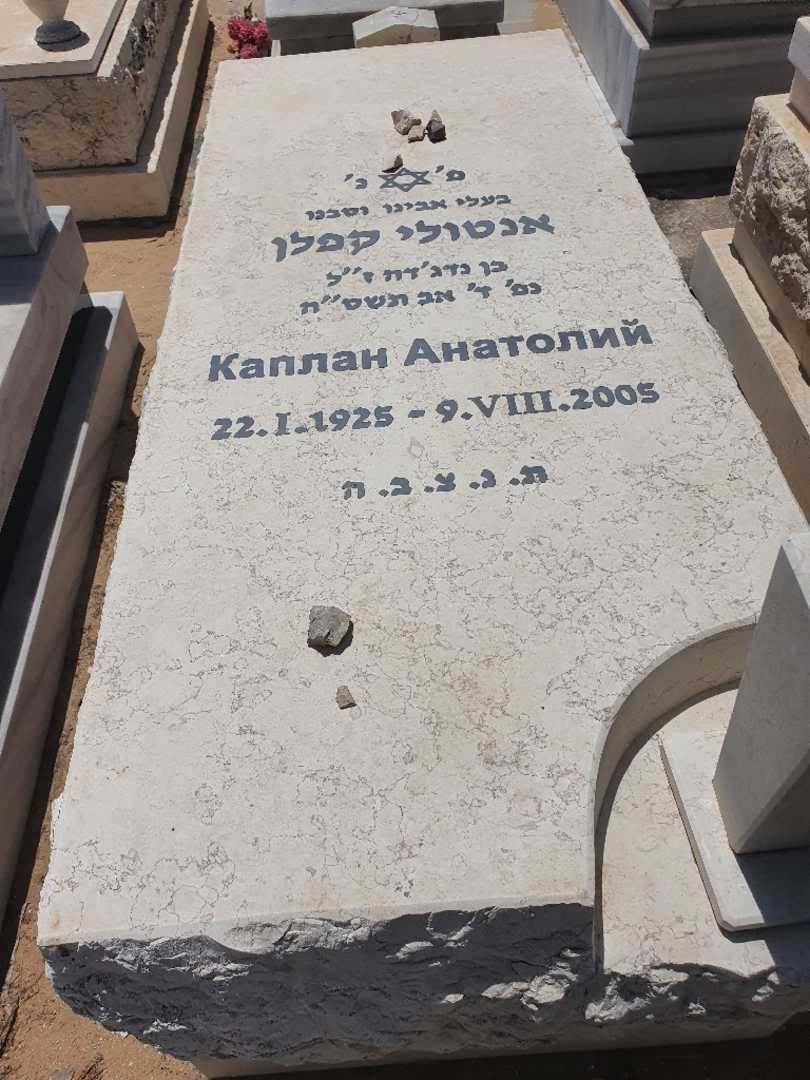 פ' ✡ נ'
בעלי אבינו וסבנו
אנטולי קפלן
בן נדג'דה ז"ל
נפ' ד' אב תשס"ה
Каплан Анатолий
22.I.1925 - 9.VIII.2005
ת. נ. צ. ב. ה